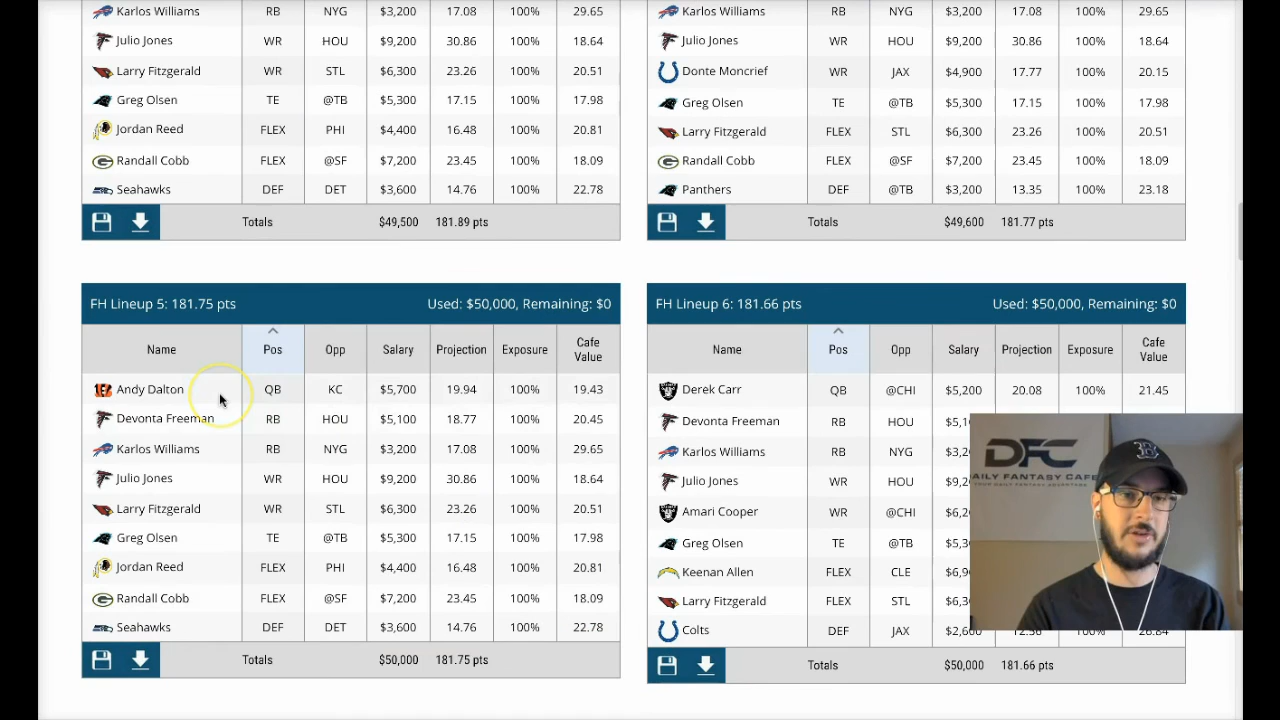 Karlos Williams RB NYG $3,200 17.08 100% 29.65
Julio Jones WR HOU $9,200 30.86 100% 18.64
Larry Fitzgerald WR STL $6,300 23.26 100% 20.51
Greg Olsen TE @TB $5,300 17.15 100% 17.98
Jordan Reed FLEX PHI $4,400 16.48 100% 20.81
Randall Cobb FLEX @SF $7,200 23.45 100% 18.09
Seahawks DEF DET $3,600 14.76 100% 22.78
Totals $49,500 181.89 pts
Karlos Williams RB NYG $3,200 17.08 100% 29.65
Julio Jones WR HOU $9,200 30.86 100% 18.64
Donte Moncrief WR JAX $4,900 17.77 100% 20.15
Greg Olsen TE @TB $5,300 17.15 100% 17.98
Larry Fitzgerald FLEX STL $6,300 23.26 100% 20.51
Randall Cobb FLEX @SF $7,200 23.45 100% 18.09
Panthers DEF @TB $3,200 13.35 100% 23.18
Totals $49,600 181.77 pts
FH Lineup 5: 181.75 pts Used: $50,000, Remaining: $0
Name Pos Opp Salary Projection Exposure Cafe Value
Andy Dalton QB KC $5,700 19.94 100% 19.43
Devonta Freeman RB HOU $5,100 18.77 100% 20.45
Karlos Williams RB NYG $3,200 17.08 100% 29.65
Julio Jones WR HOU $9,200 30.86 100% 18.64
Larry Fitzgerald WR STL $6,300 23.26 100% 20.51
Greg Olsen TE @TB $5,300 17.15 100% 17.98
Jordan Reed FLEX PHI $4,400 16.48 100% 20.81
Randall Cobb FLEX @SF $7,200 23.45 100% 18.09
Seahawks DEF DET $3,600 14.76 100% 22.78
Totals $50,000 181.75 pts
FH Lineup 6: 181.66 pts Used: $50,000, Remaining: $0
Name Pos Opp Salary Projection Exposure Cafe Value
Derek Carr QB @CHI $5,200 20.08 100% 21.45
Devonta Freeman RB HOU
Karlos Williams RB NYG
Julio Jones WR HOU
Amari Cooper WR @CHI
Greg Olsen TE @TB
Keenan Allen FLEX CLE
Larry Fitzgerald FLEX STL
Colts DEF JAX
Totals $50,000 181.66 pts
DFC
DAILY FANTASY CAFE